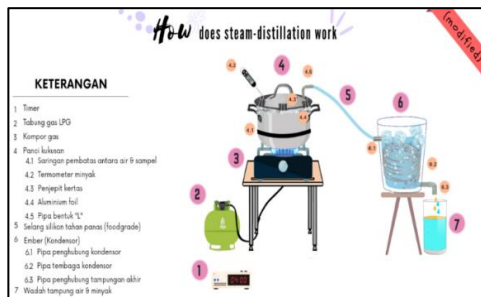 How does steam-distillation work
(modified)
KETERANGAN
1 Timer
2 Tabung gas LPG
3 Kompor gas
4 Panci kukusan
4.1 Saringan pembatas antara air & sampel
4.2 Termometer minyak
4.3 Penjepit kertas
4.4 Aluminium foil
4.5 Pipa bentuk "L"
5 Selang silikon tahan panas (foodgrade)
6 Ember (Kondensor)
6.1 Pipa penghubung kondensor
6.2 Pipa tembaga kondensor
6.3 Pipa penghubung tampungan akhir
7 Wadah tampung air & minyak
4.2
4
4.5
4.3
4.4
4.1
5
6
6.1
6.2
6.3
3
2
7
1